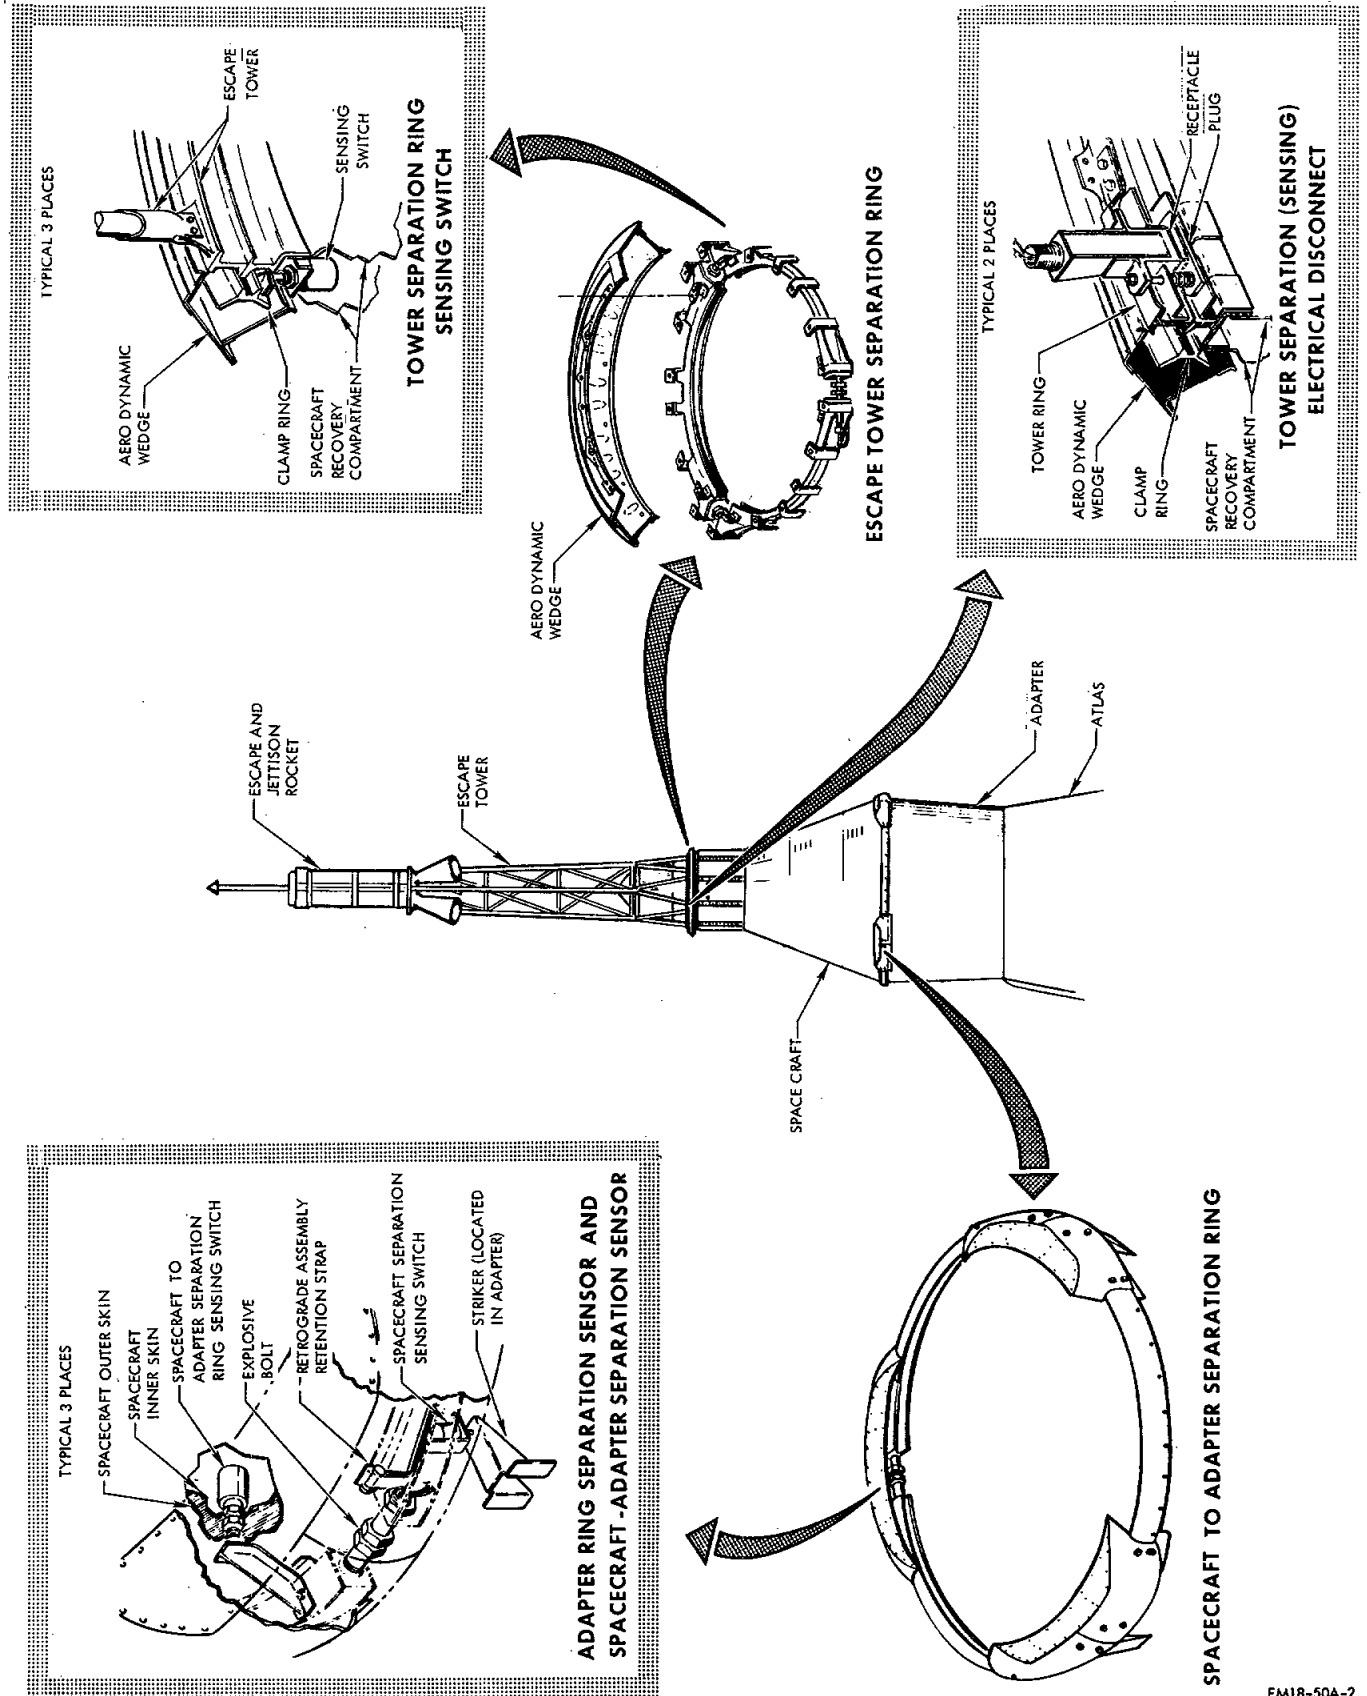 TYPICAL 3 PLACES
SPACECRAFT OUTER SKIN
SPACECRAFT
INNER SKIN
SPACECRAFT TO
ADAPTER SEPARATION
RING SENSING SWITCH
EXPLOSIVE
BOLT
RETROGRADE ASSEMBLY
RETENTION STRAP
SPACECRAFT SEPARATION
SENSING SWITCH
STRIKER (LOCATED
IN ADAPTER)
ADAPTER RING SEPARATION SENSOR AND
SPACECRAFT -ADAPTER SEPARATION SENSOR
SPACECRAFT TO ADAPTER SEPARATION RING
ESCAPE AND
JETTISON
ROCKET
ESCAPE
TOWER
SPACE CRAFT
ADAPTER
ATLAS
TYPICAL 3 PLACES
AERO DYNAMIC
WEDGE
ESCAPE
TOWER
CLAMP RING
SENSING
SWITCH
SPACECRAFT
RECOVERY
COMPARTMENT
TOWER SEPARATION RING
SENSING SWITCH
AERO DYNAMIC
WEDGE
ESCAPE TOWER SEPARATION RING
TYPICAL 2 PLACES
TOWER RING
AERO DYNAMIC
WEDGE
CLAMP
RING
SPACECRAFT
RECOVERY
COMPARTMENT
RECEPTACLE
PLUG
TOWER SEPARATION (SENSING)
ELECTRICAL DISCONNECT
FM18-50A-2